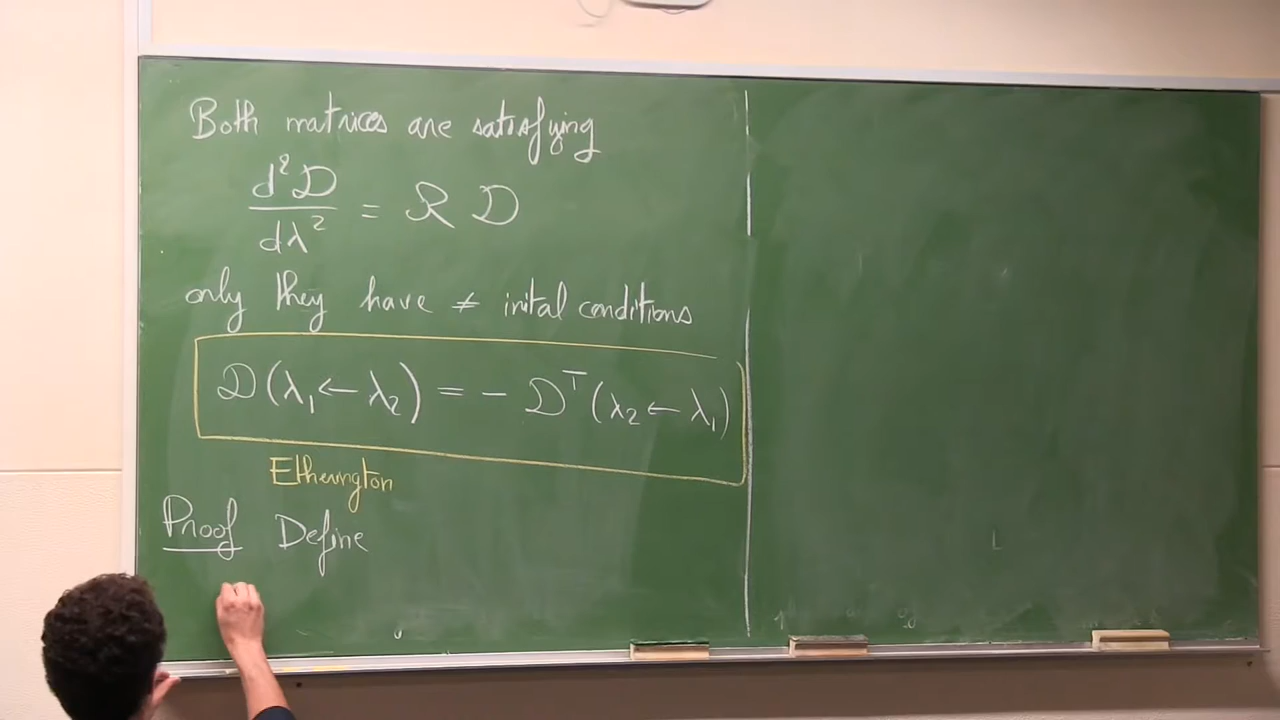 Both matrices are satisfying
d²𝒟/dλ² = ℛ 𝒟
only they have ≠ inital conditions
𝒟(λ₁←λ₂) = - 𝒟ᵀ(λ₂←λ₁)
Etherington
Proof Define